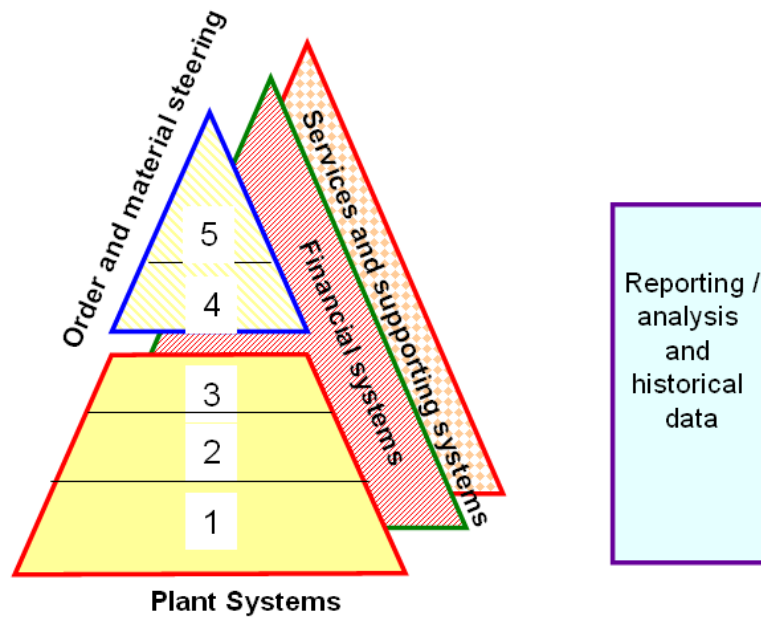 Order and material steering
Services and supporting systems
Financial systems
5
4
3
2
1
Plant Systems
Reporting /
analysis
and
historical
data